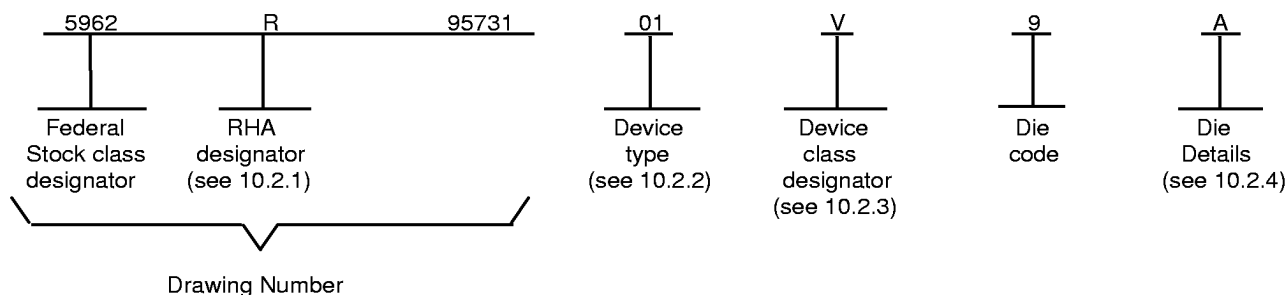 5962 R 95731 01 V 9 A
Federal Stock class designator
RHA designator (see 10.2.1)
Device type (see 10.2.2)
Device class designator (see 10.2.3)
Die code
Die Details (see 10.2.4)
Drawing Number